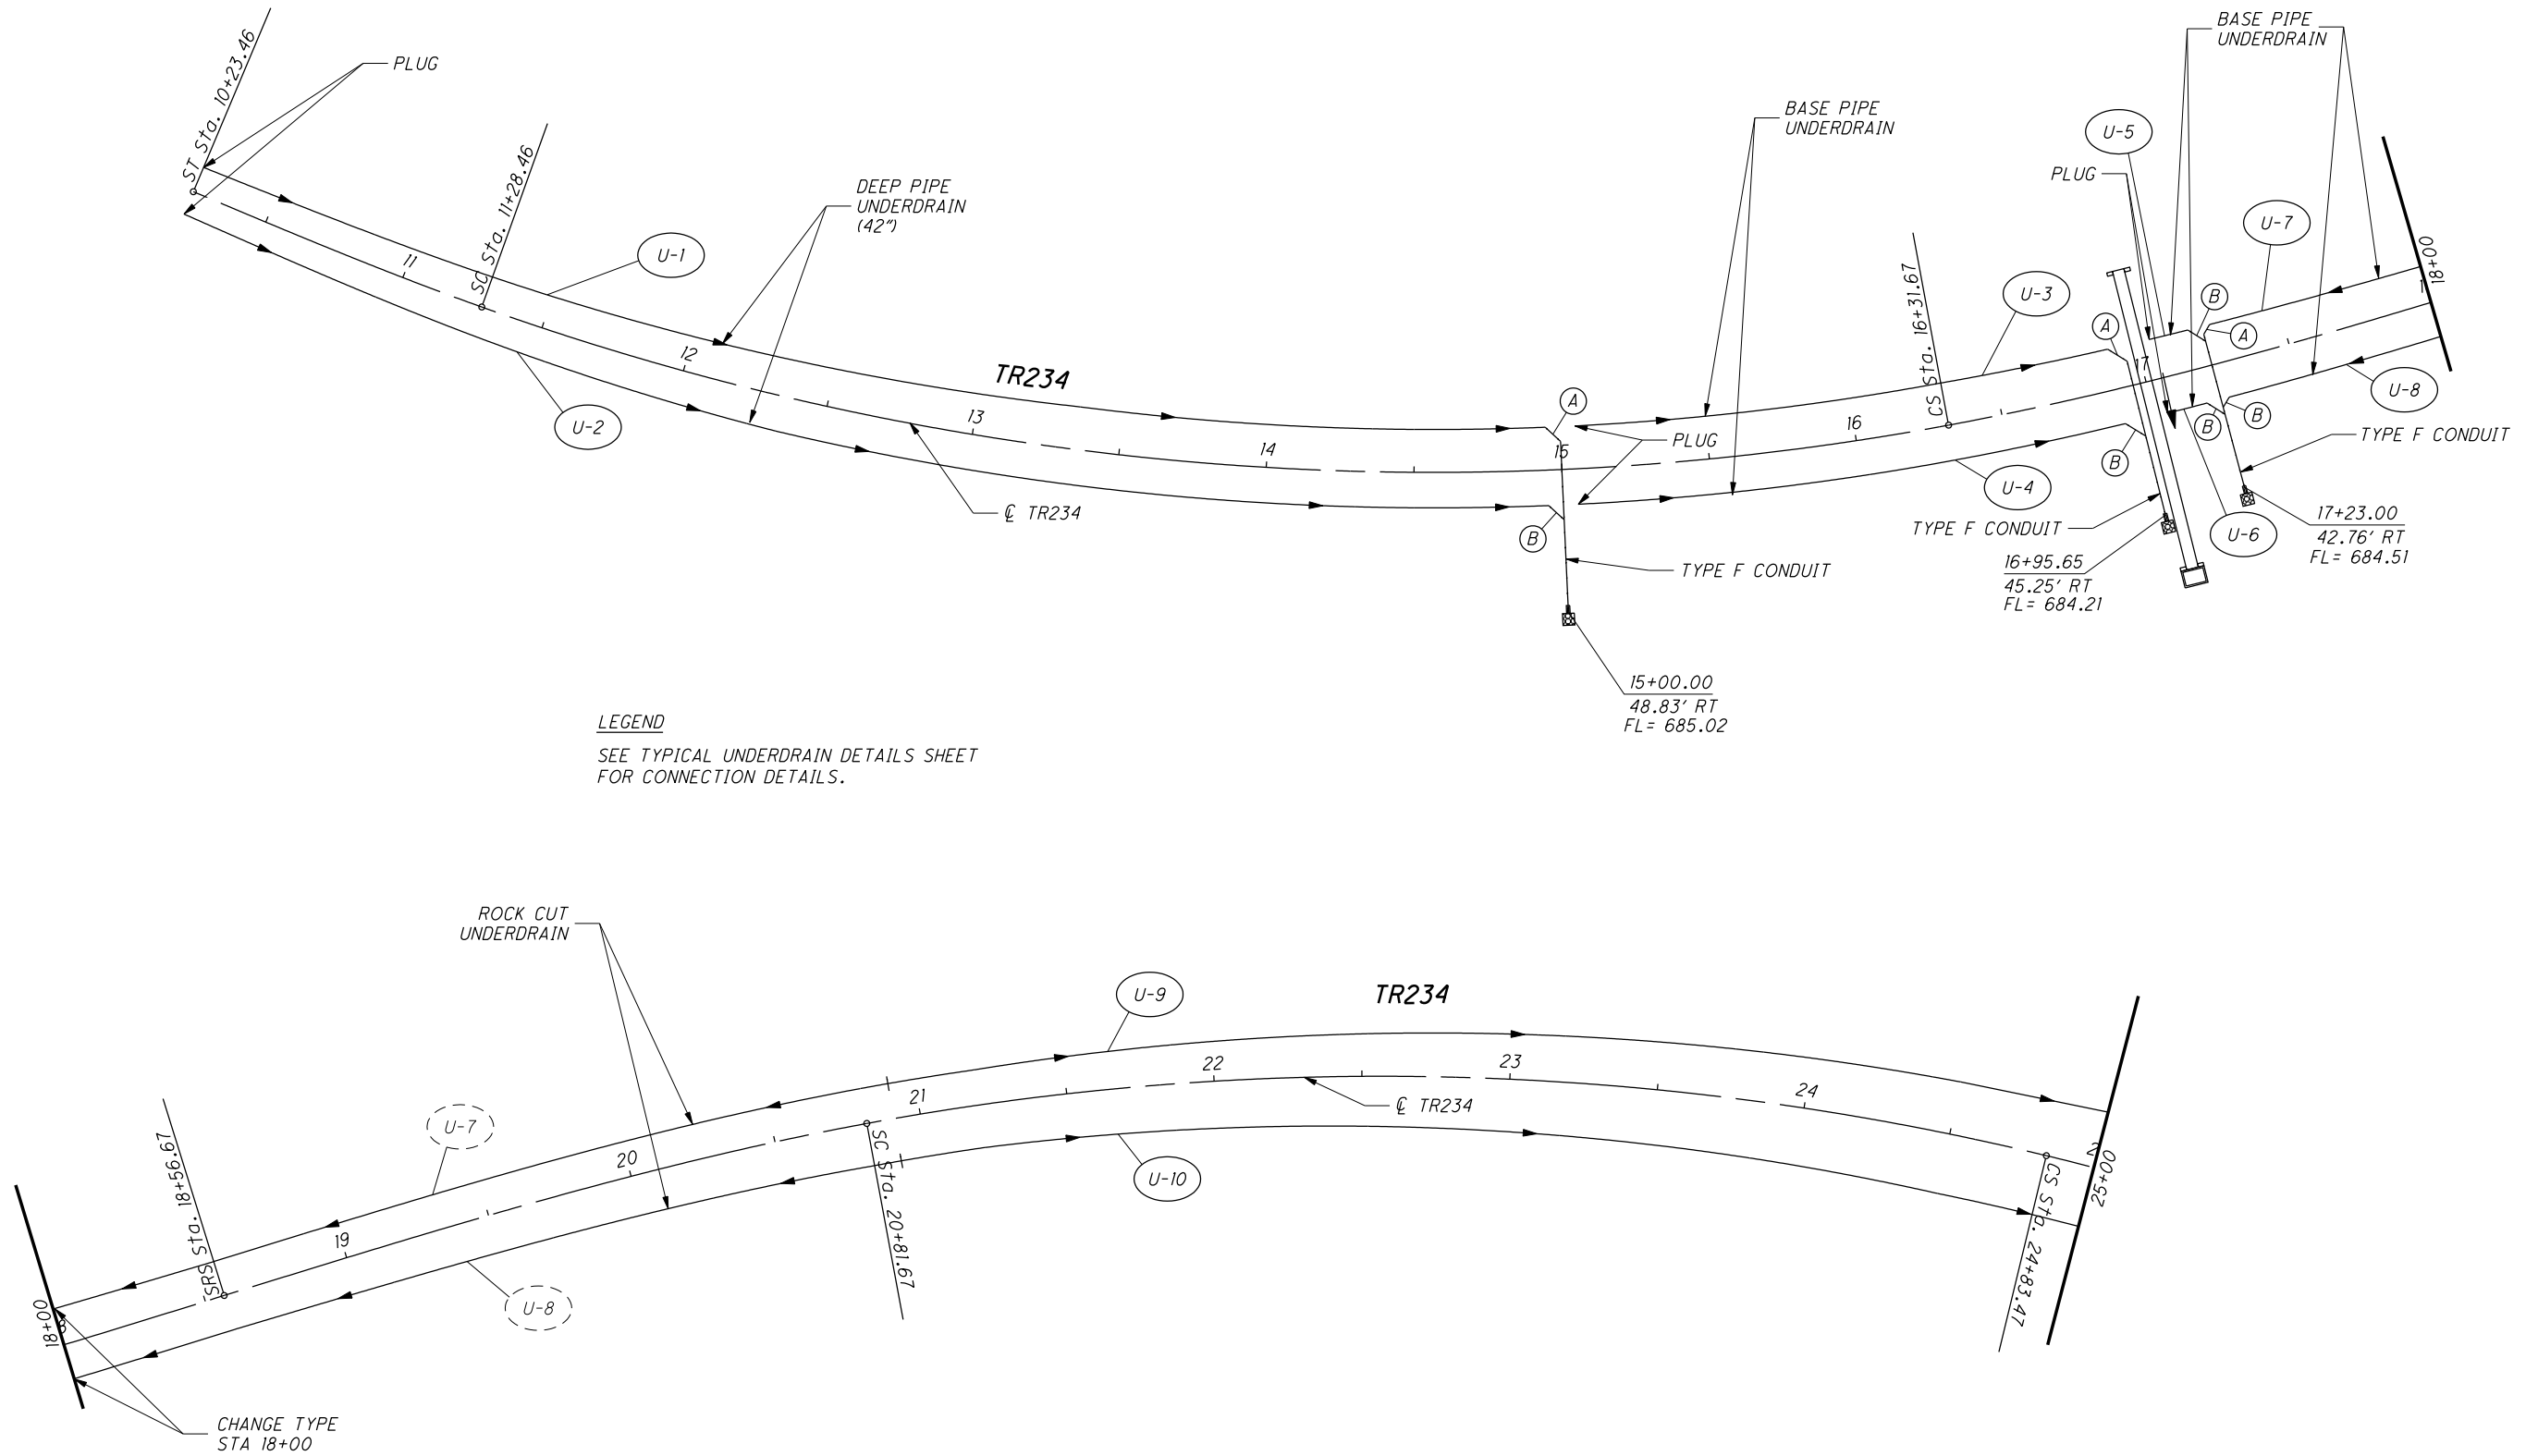 BASE PIPE
UNDERDRAIN
ST Sta. 10+23.46
PLUG
SC Sta. 11+28.46
DEEP PIPE
UNDERDRAIN
(42")
BASE PIPE
UNDERDRAIN
U-5
PLUG
U-7
18+00
1
U-1
11
CS Sta. 16+31.67
U-3
B
A
A
17
12
TR234
U-2
13
14
A
15
PLUG
16
U-8
B
B
TYPE F CONDUIT
B
U-4
℄ TR234
B
TYPE F CONDUIT
U-6
17+23.00
42.76' RT
FL= 684.51
16+95.65
45.25' RT
FL= 684.21
TYPE F CONDUIT
15+00.00
48.83' RT
FL= 685.02
LEGEND
SEE TYPICAL UNDERDRAIN DETAILS SHEET
FOR CONNECTION DETAILS.
ROCK CUT
UNDERDRAIN
U-9
TR234
U-7
21
22
23
24
℄ TR234
SRS Sta. 18+56.67
19
20
SC Sta. 20+81.67
U-10
2
25+00
CS Sta. 24+83.47
U-8
18+00
8
CHANGE TYPE
STA 18+00